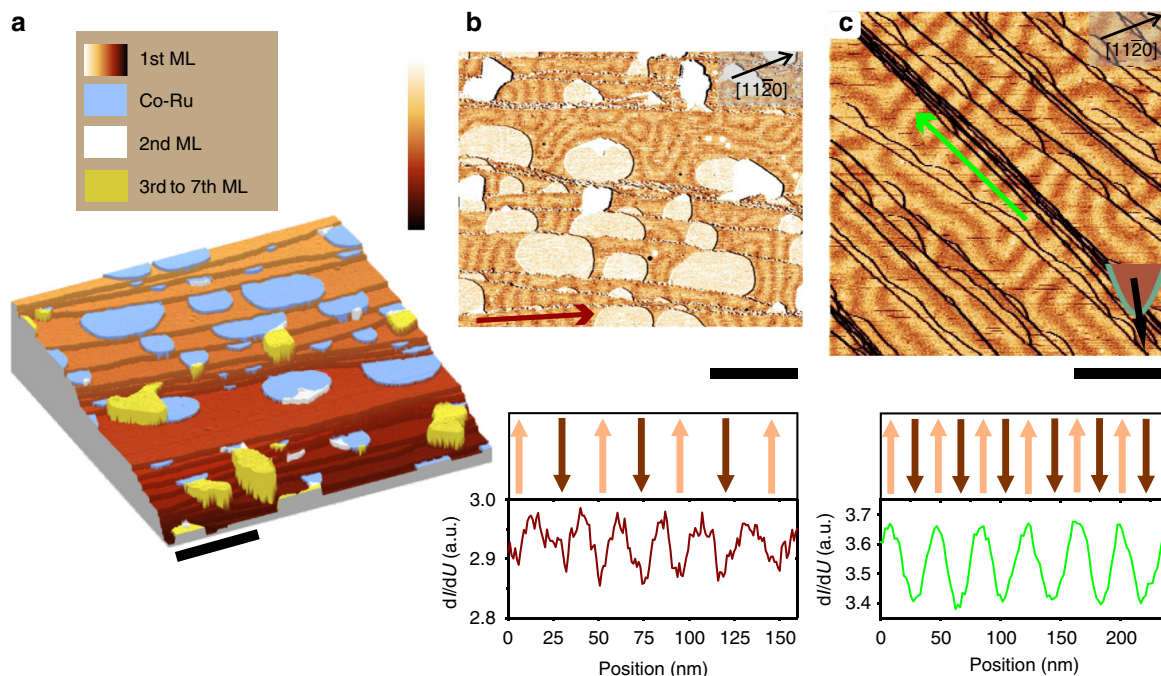 a
1st ML
Co-Ru
2nd ML
3rd to 7th ML
b
[112̅0]
c
[112̅0]
3.0
2.9
2.8
dI/dU (a.u.)
0 25 50 75 100 125 150
Position (nm)
3.7
3.6
3.5
3.4
dI/dU (a.u.)
0 50 100 150 200
Position (nm)